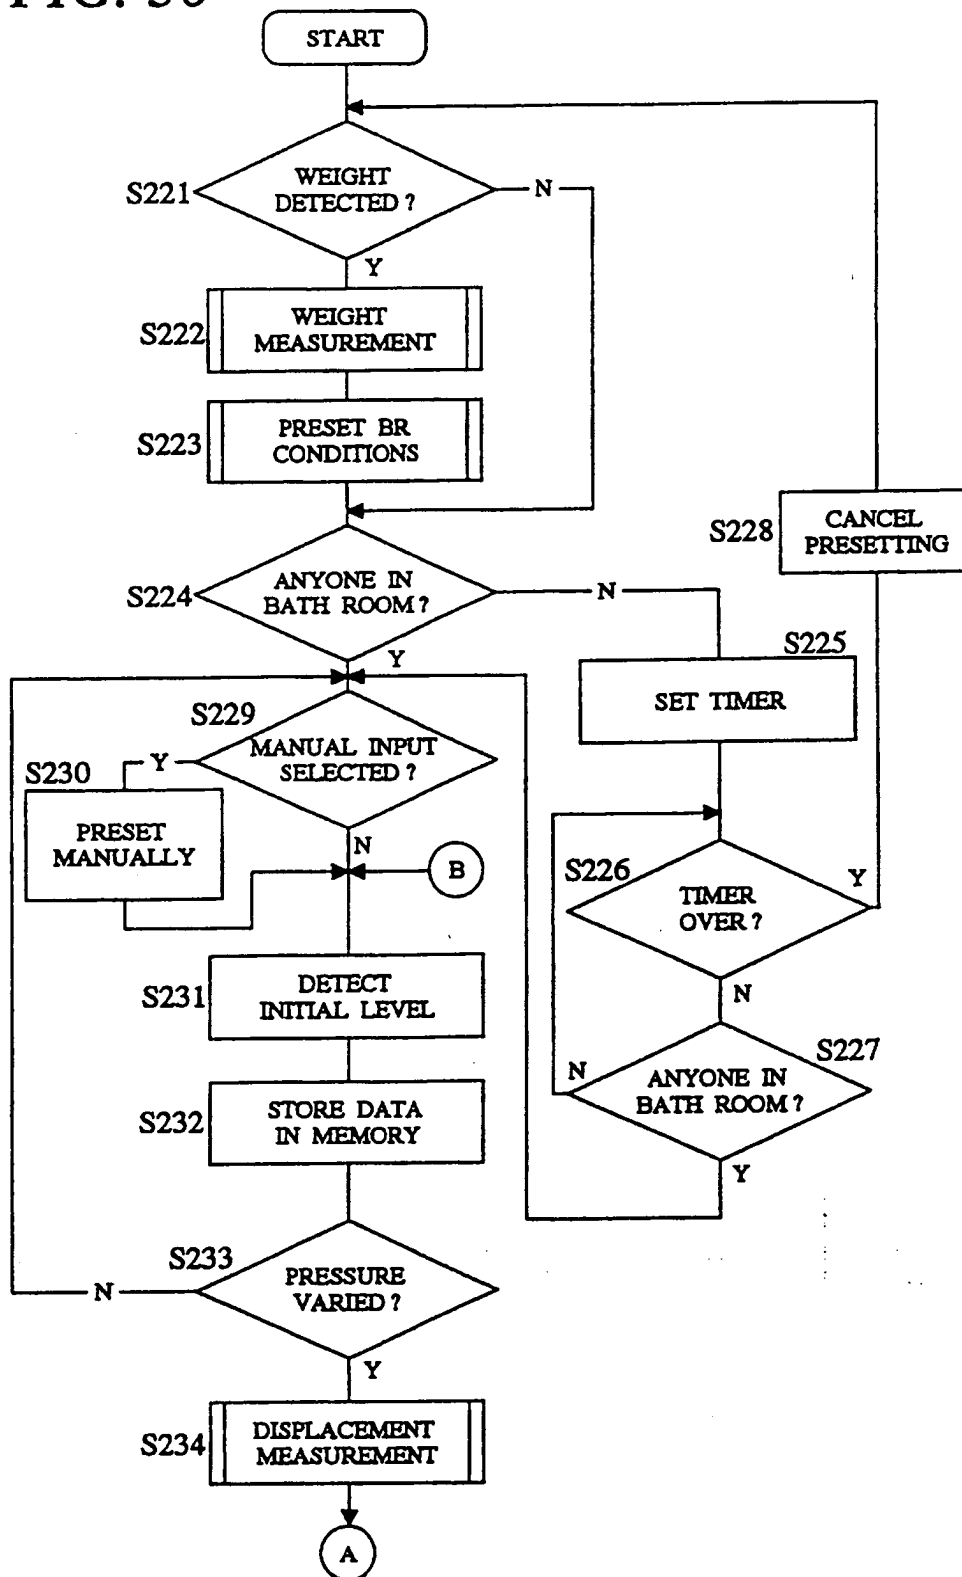 FIG. 30
START
S221
WEIGHT
DETECTED ?
N
Y
S222
WEIGHT
MEASUREMENT
S223
PRESET BR
CONDITIONS
S228
CANCEL
PRESETTING
S224
ANYONE IN
BATH ROOM ?
N
Y
S225
SET TIMER
S229
MANUAL INPUT
SELECTED ?
Y
N
S230
PRESET
MANUALLY
B
S226
TIMER
OVER ?
Y
N
S231
DETECT
INITIAL LEVEL
S227
ANYONE IN
BATH ROOM ?
N
Y
S232
STORE DATA
IN MEMORY
S233
PRESSURE
VARIED ?
N
Y
S234
DISPLACEMENT
MEASUREMENT
A